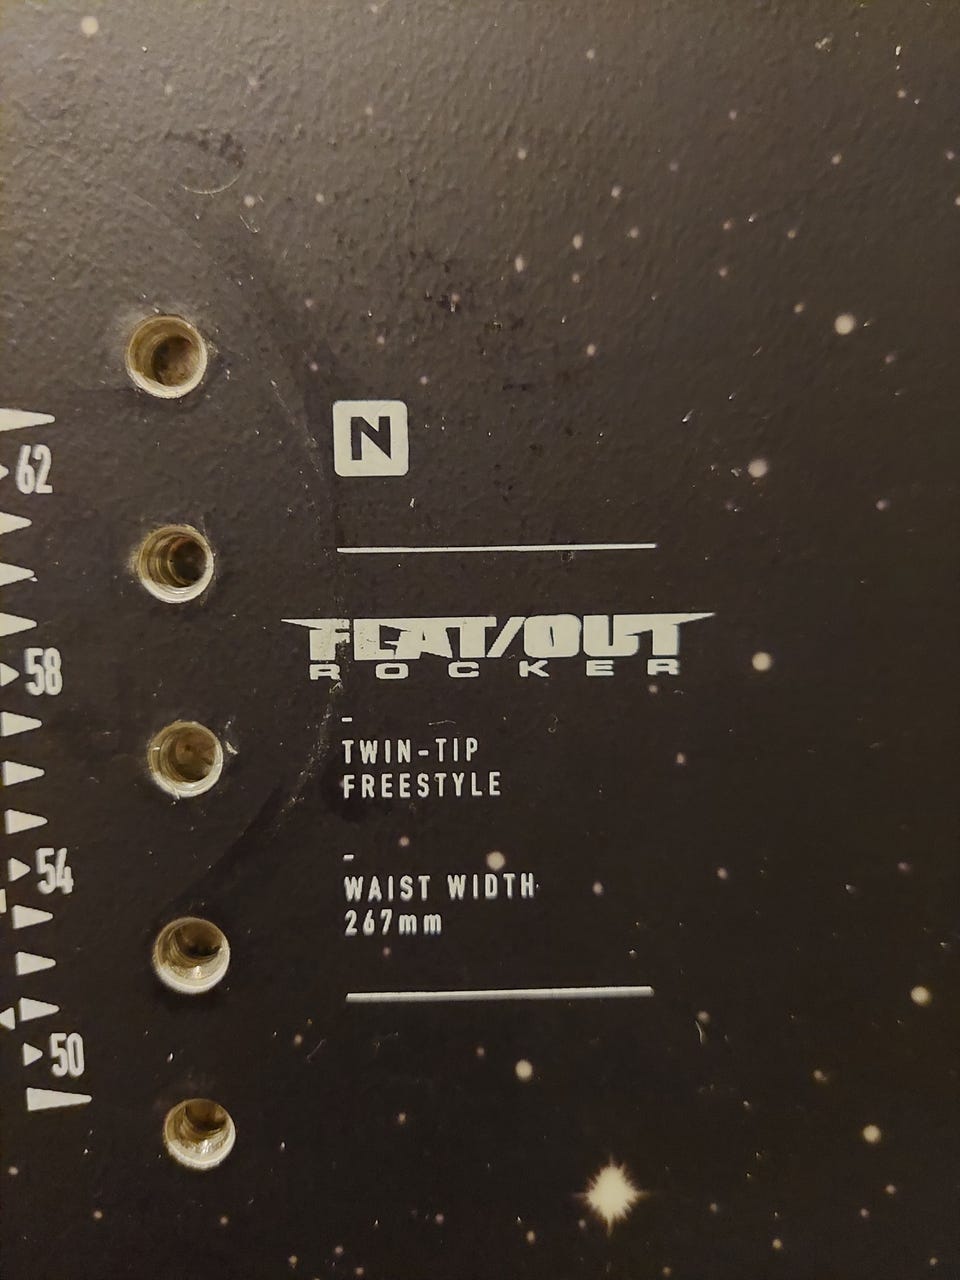 N
FLAT/OUT
ROCKER
-
TWIN-TIP
FREESTYLE
-
WAIST WIDTH
267mm
62
58
54
50